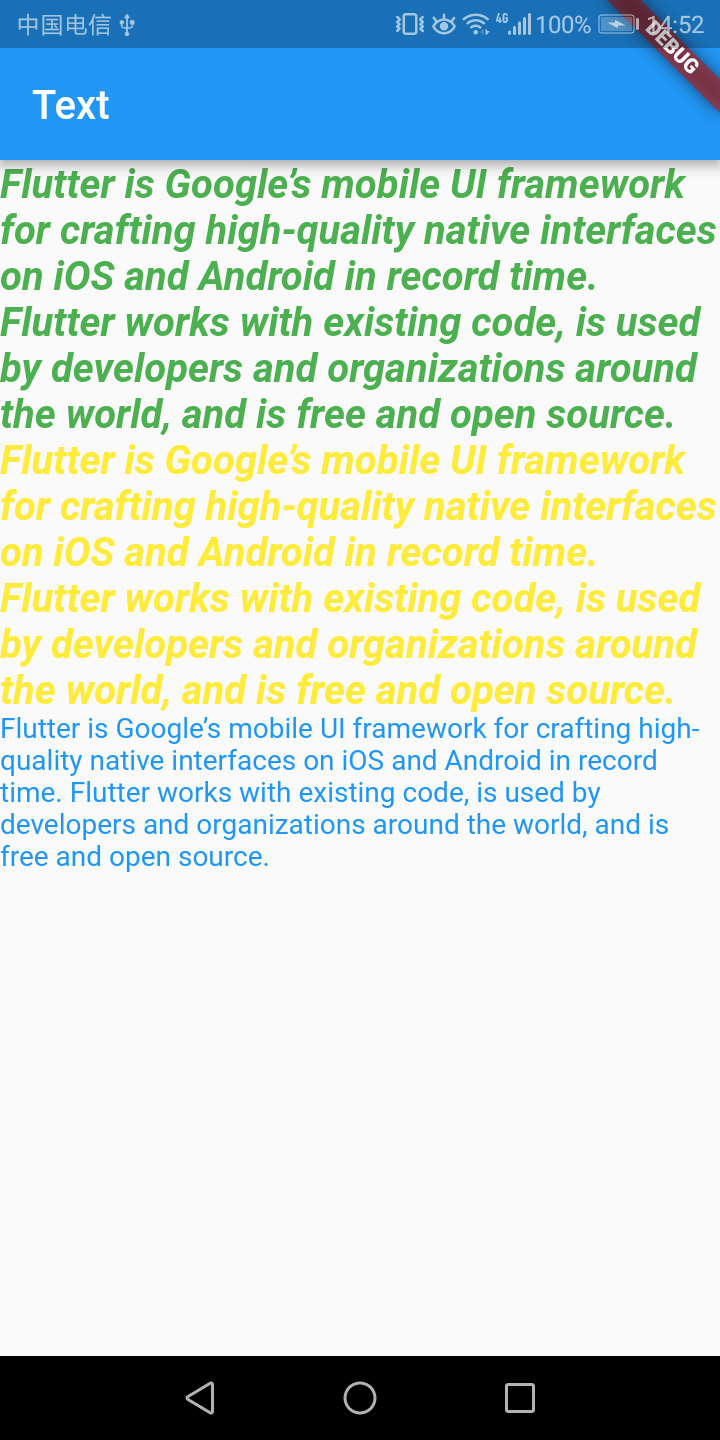 中国电信 4G 100% 14:52
DEBUG
Text
Flutter is Google’s mobile UI framework
for crafting high-quality native interfaces
on iOS and Android in record time.
Flutter works with existing code, is used
by developers and organizations around
the world, and is free and open source.
Flutter is Google’s mobile UI framework
for crafting high-quality native interfaces
on iOS and Android in record time.
Flutter works with existing code, is used
by developers and organizations around
the world, and is free and open source.
Flutter is Google’s mobile UI framework for crafting high-
quality native interfaces on iOS and Android in record
time. Flutter works with existing code, is used by
developers and organizations around the world, and is
free and open source.